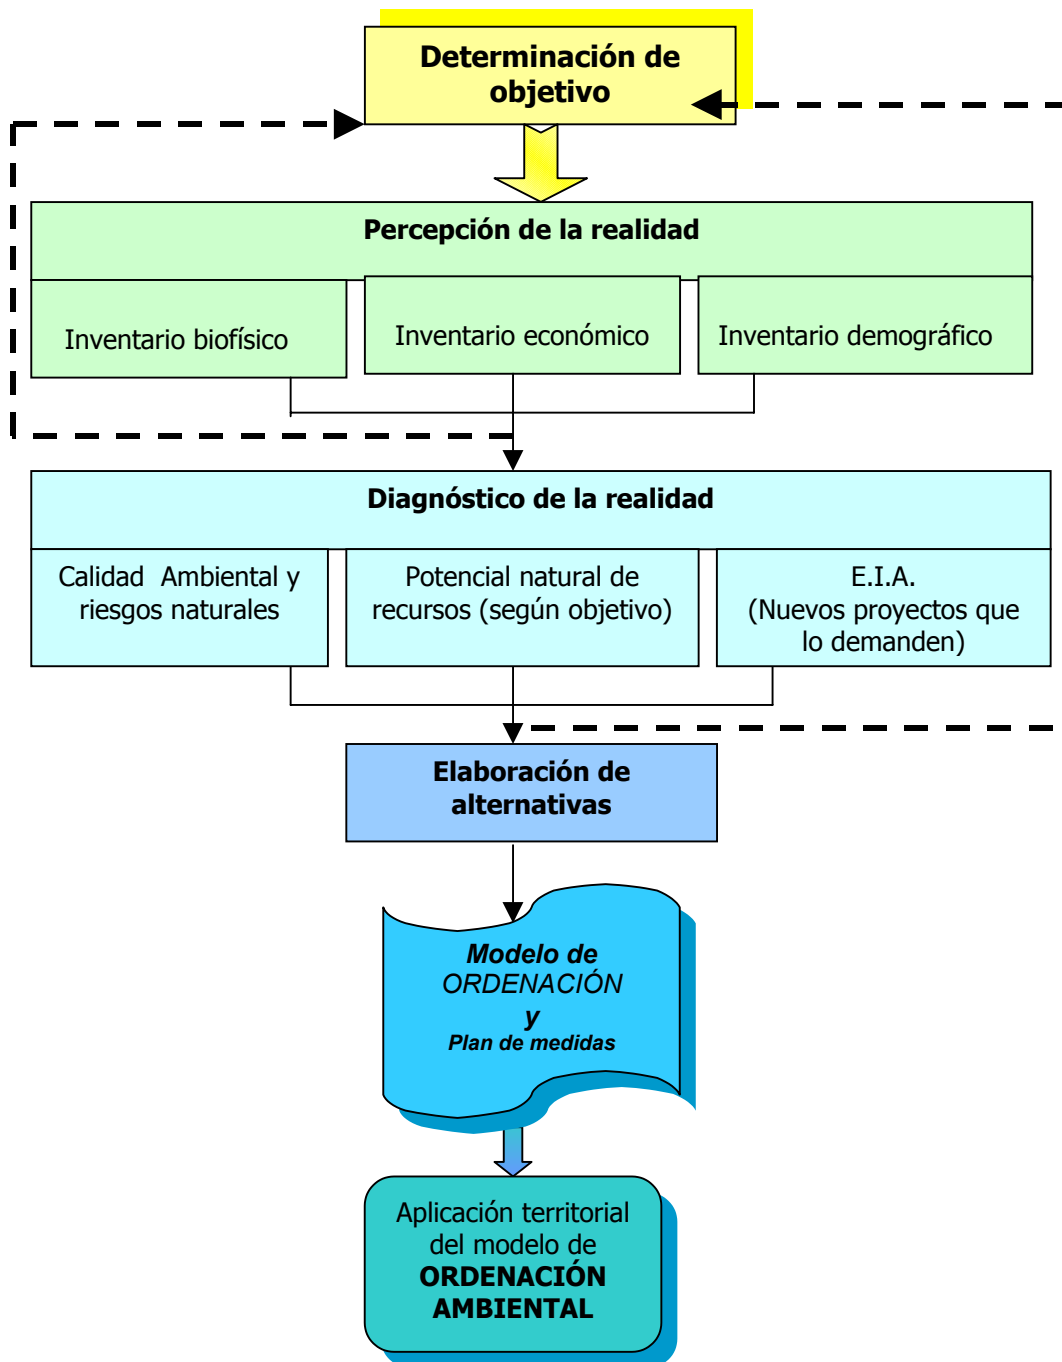 Determinación de
objetivo
Percepción de la realidad
Inventario biofísico
Inventario económico
Inventario demográfico
Diagnóstico de la realidad
Calidad  Ambiental y
riesgos naturales
Potencial natural de
recursos (según objetivo)
E.I.A.
(Nuevos proyectos que
lo demanden)
Elaboración de
alternativas
Modelo de
ORDENACIÓN
y
Plan de medidas
Aplicación territorial
del modelo de
ORDENACIÓN
AMBIENTAL